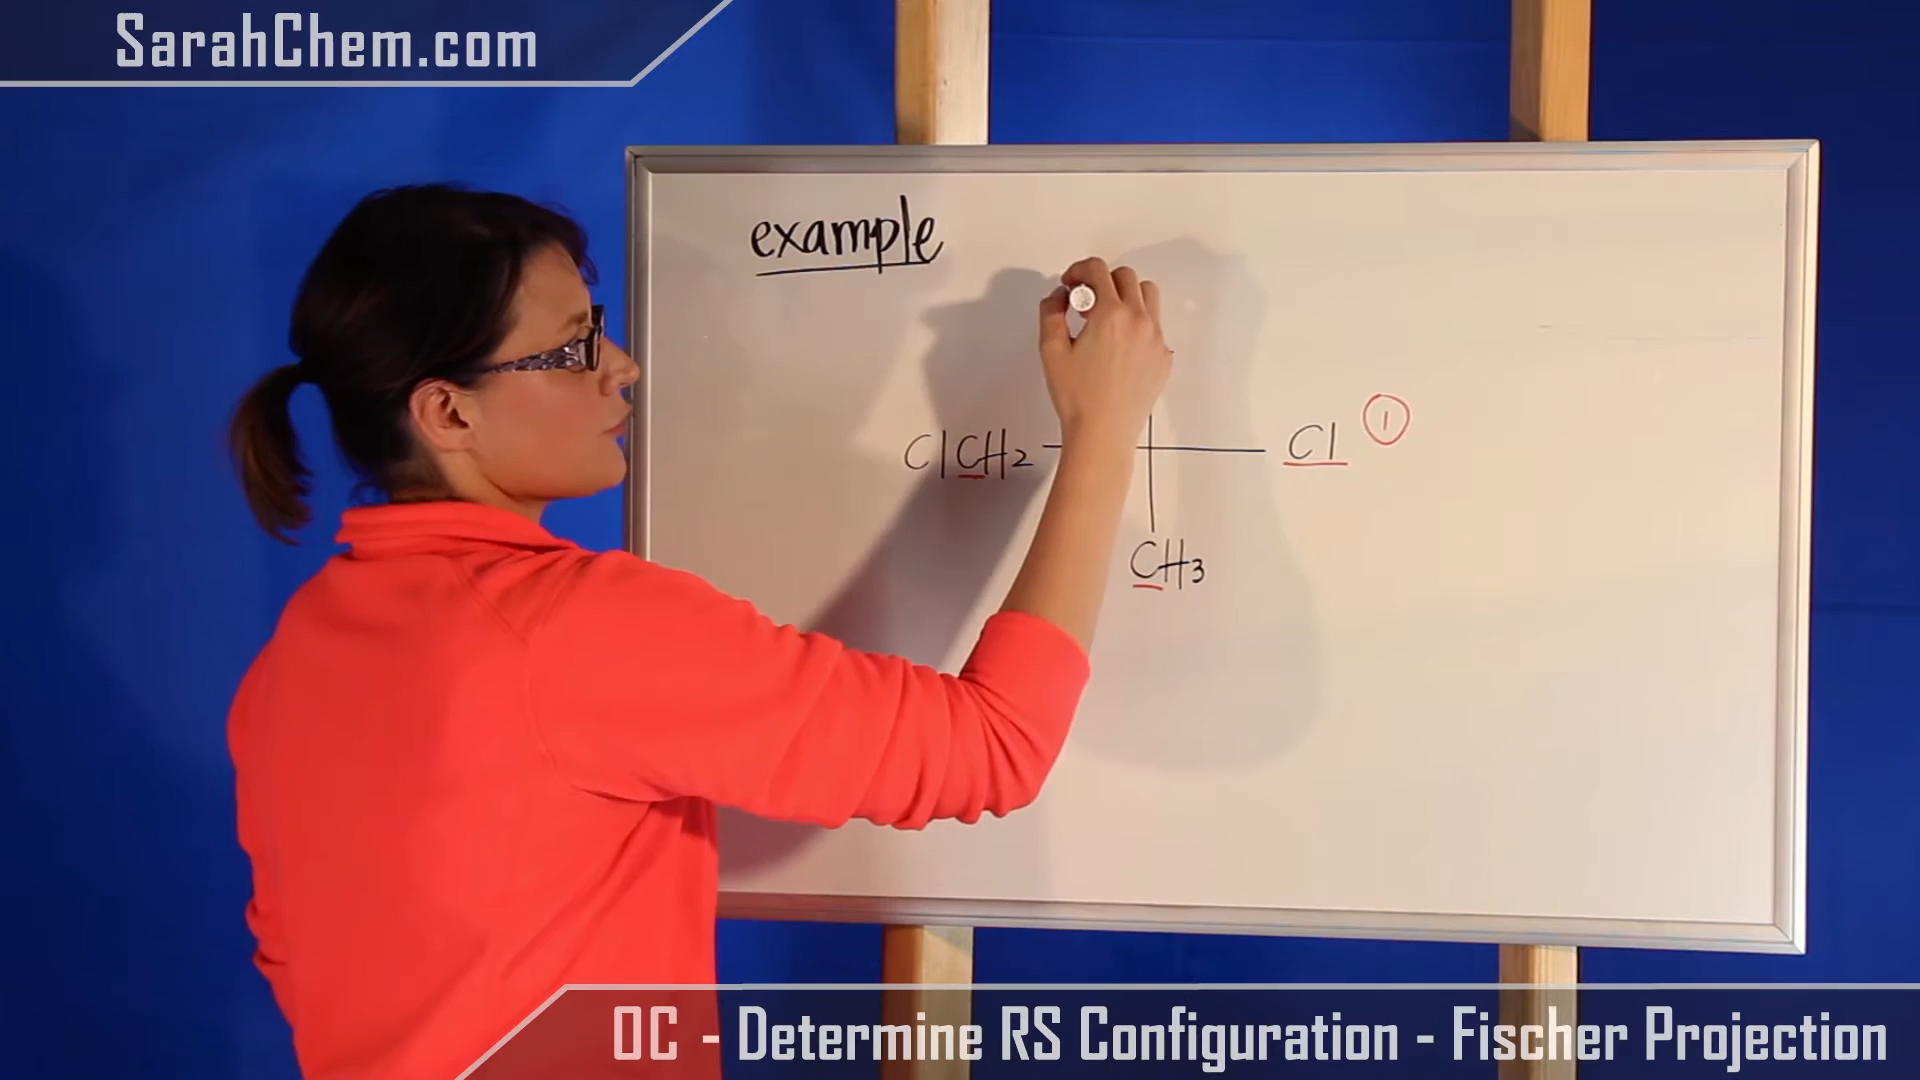 SarahChem.com
example
ClCH2 Cl 1
CH3
OC - Determine RS Configuration - Fischer Projection